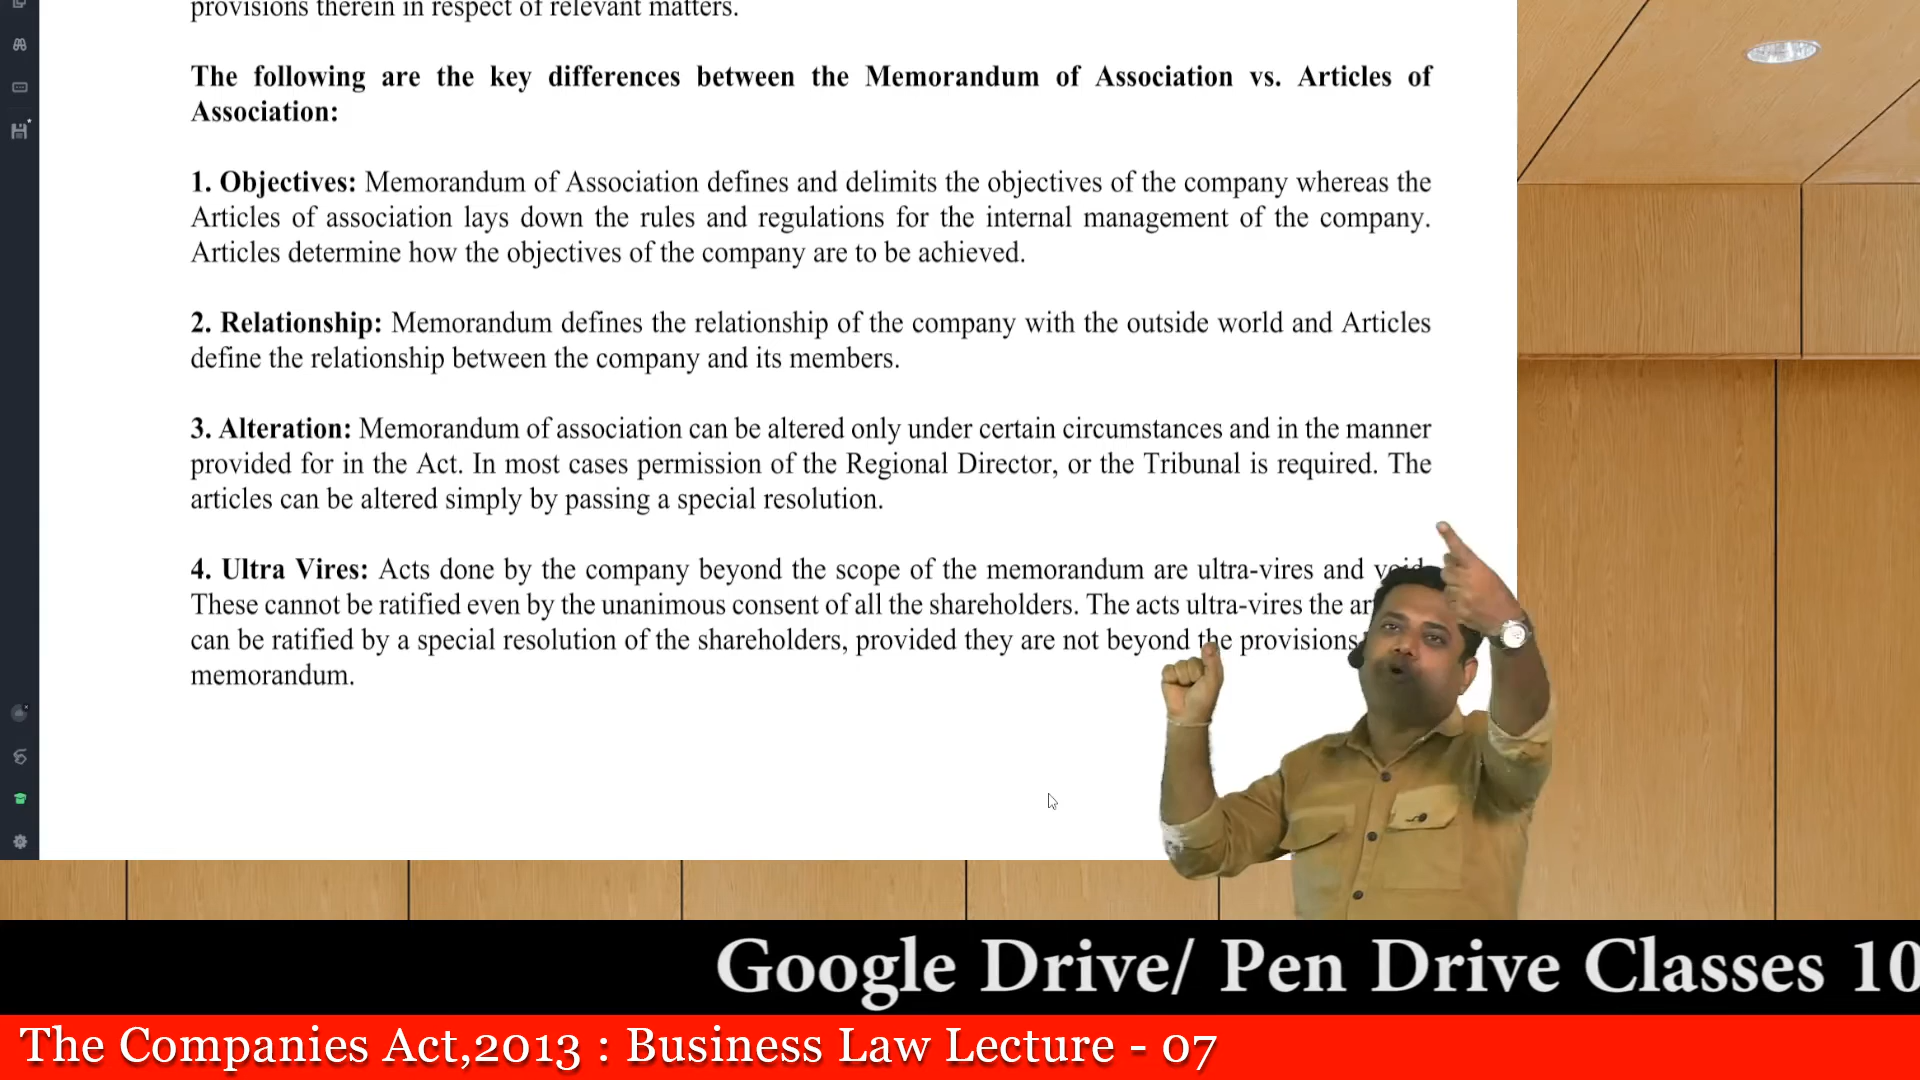 provisions therein in respect of relevant matters.
The following are the key differences between the Memorandum of Association vs. Articles of
Association:
1. Objectives: Memorandum of Association defines and delimits the objectives of the company whereas the
Articles of association lays down the rules and regulations for the internal management of the company.
Articles determine how the objectives of the company are to be achieved.
2. Relationship: Memorandum defines the relationship of the company with the outside world and Articles
define the relationship between the company and its members.
3. Alteration: Memorandum of association can be altered only under certain circumstances and in the manner
provided for in the Act. In most cases permission of the Regional Director, or the Tribunal is required. The
articles can be altered simply by passing a special resolution.
4. Ultra Vires: Acts done by the company beyond the scope of the memorandum are ultra-vires and void.
These cannot be ratified even by the unanimous consent of all the shareholders. The acts ultra-vires the
can be ratified by a special resolution of the shareholders, provided they are not beyond the provisions
memorandum.
Google Drive/ Pen Drive Classes 10
The Companies Act,2013 : Business Law Lecture - 07